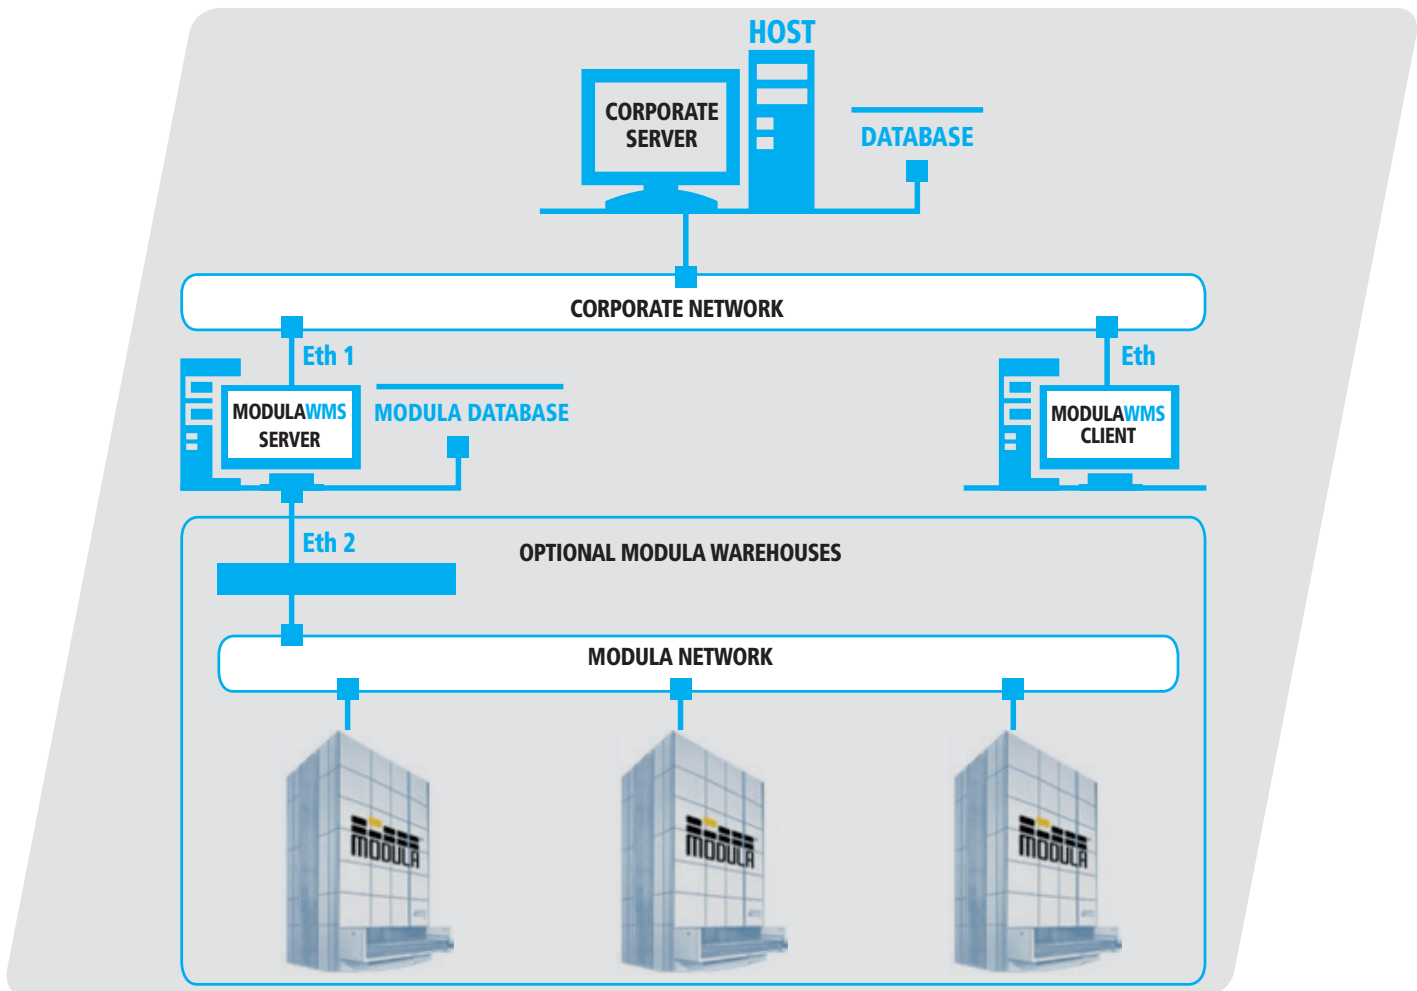 HOST
CORPORATE
SERVER
DATABASE
CORPORATE NETWORK
Eth 1
Eth
MODULAWMS
SERVER
MODULA DATABASE
MODULAWMS
CLIENT
Eth 2
OPTIONAL MODULA WAREHOUSES
MODULA NETWORK
MODULA
MODULA
MODULA